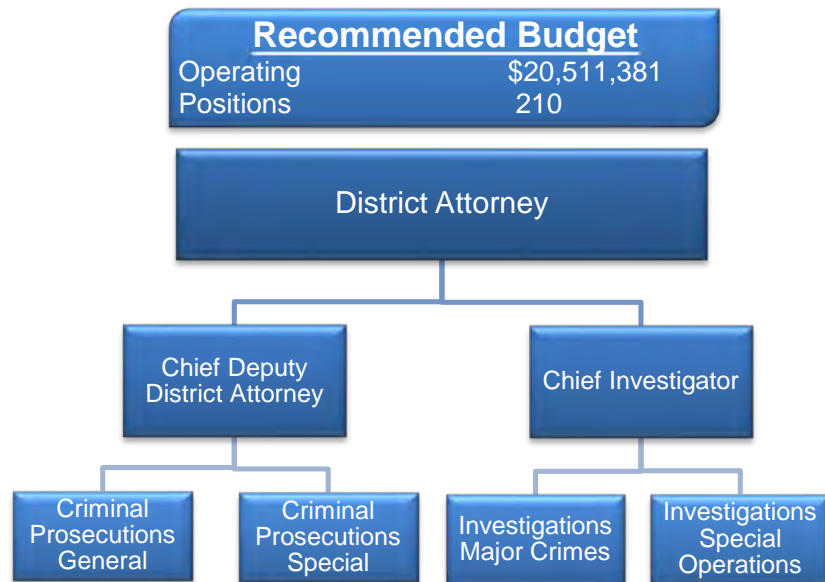 Recommended Budget
Operating $20,511,381
Positions 210
District Attorney
Chief Deputy
District Attorney
Chief Investigator
Criminal
Prosecutions
General
Criminal
Prosecutions
Special
Investigations
Major Crimes
Investigations
Special
Operations